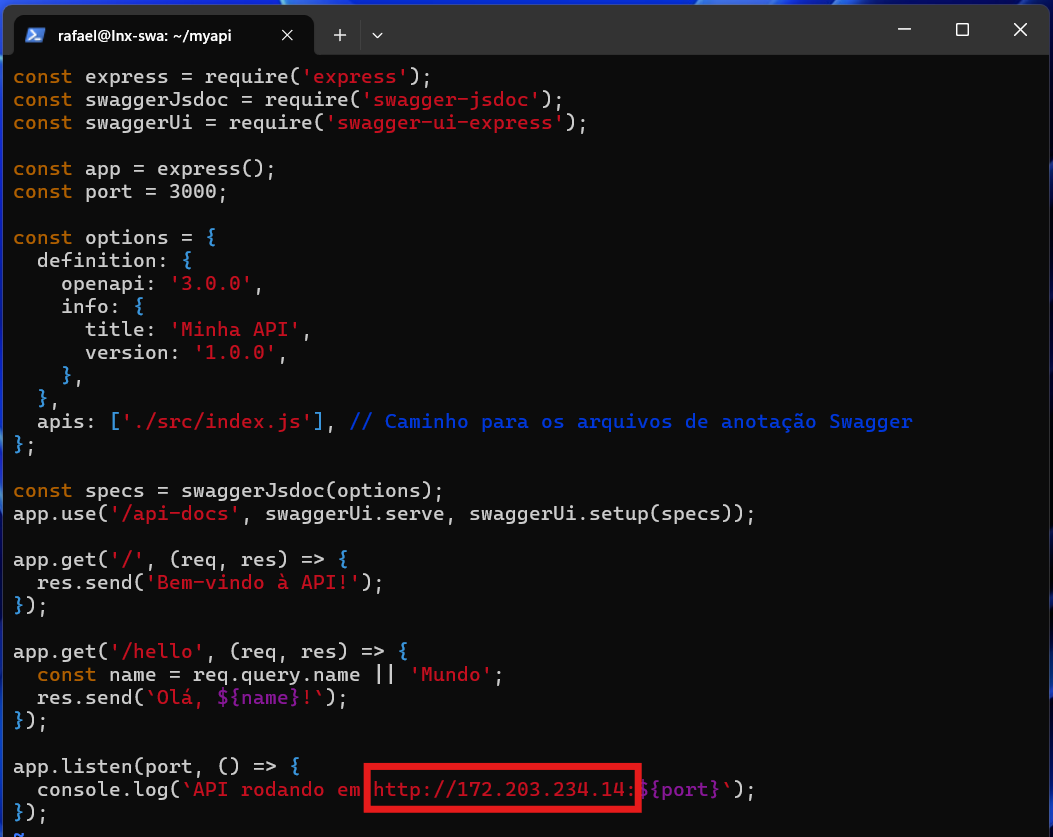 rafael@lnx-swa: ~/myapi
const express = require('express');
const swaggerJsdoc = require('swagger-jsdoc');
const swaggerUi = require('swagger-ui-express');
const app = express();
const port = 3000;
const options = {
  definition: {
    openapi: '3.0.0',
    info: {
      title: 'Minha API',
      version: '1.0.0',
    },
  },
  apis: ['./src/index.js'], // Caminho para os arquivos de anotação Swagger
};
const specs = swaggerJsdoc(options);
app.use('/api-docs', swaggerUi.serve, swaggerUi.setup(specs));
app.get('/', (req, res) => {
  res.send('Bem-vindo à API!');
});
app.get('/hello', (req, res) => {
  const name = req.query.name || 'Mundo';
  res.send(`Olá, ${name}!`);
});
app.listen(port, () => {
  console.log(`API rodando em http://172.203.234.14:${port}`);
});
~